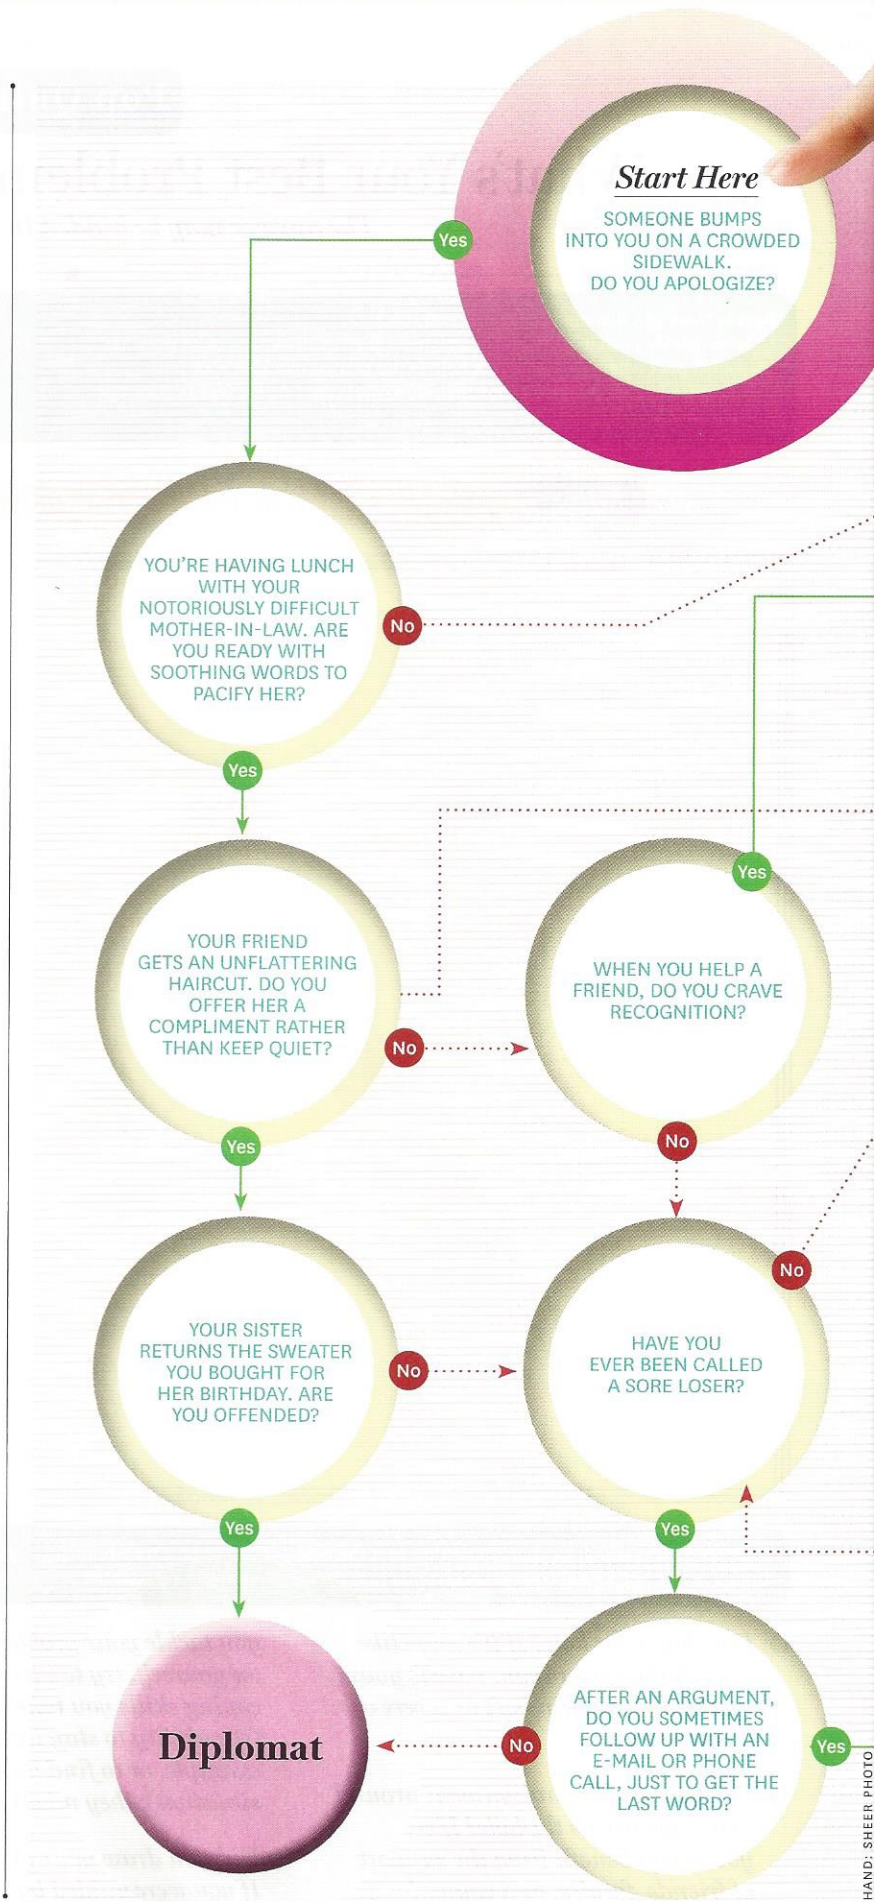 Start Here
SOMEONE BUMPS
INTO YOU ON A CROWDED
SIDEWALK.
DO YOU APOLOGIZE?
Yes
YOU'RE HAVING LUNCH
WITH YOUR
NOTORIOUSLY DIFFICULT
MOTHER-IN-LAW. ARE
YOU READY WITH
SOOTHING WORDS TO
PACIFY HER?
No
Yes
YOUR FRIEND
GETS AN UNFLATTERING
HAIRCUT. DO YOU
OFFER HER A
COMPLIMENT RATHER
THAN KEEP QUIET?
No
Yes
Yes
WHEN YOU HELP A
FRIEND, DO YOU CRAVE
RECOGNITION?
No
YOUR SISTER
RETURNS THE SWEATER
YOU BOUGHT FOR
HER BIRTHDAY. ARE
YOU OFFENDED?
No
Yes
No
HAVE YOU
EVER BEEN CALLED
A SORE LOSER?
Yes
Diplomat
No
AFTER AN ARGUMENT,
DO YOU SOMETIMES
FOLLOW UP WITH AN
E-MAIL OR PHONE
CALL, JUST TO GET THE
LAST WORD?
Yes
HAND: SHEER PHOTO